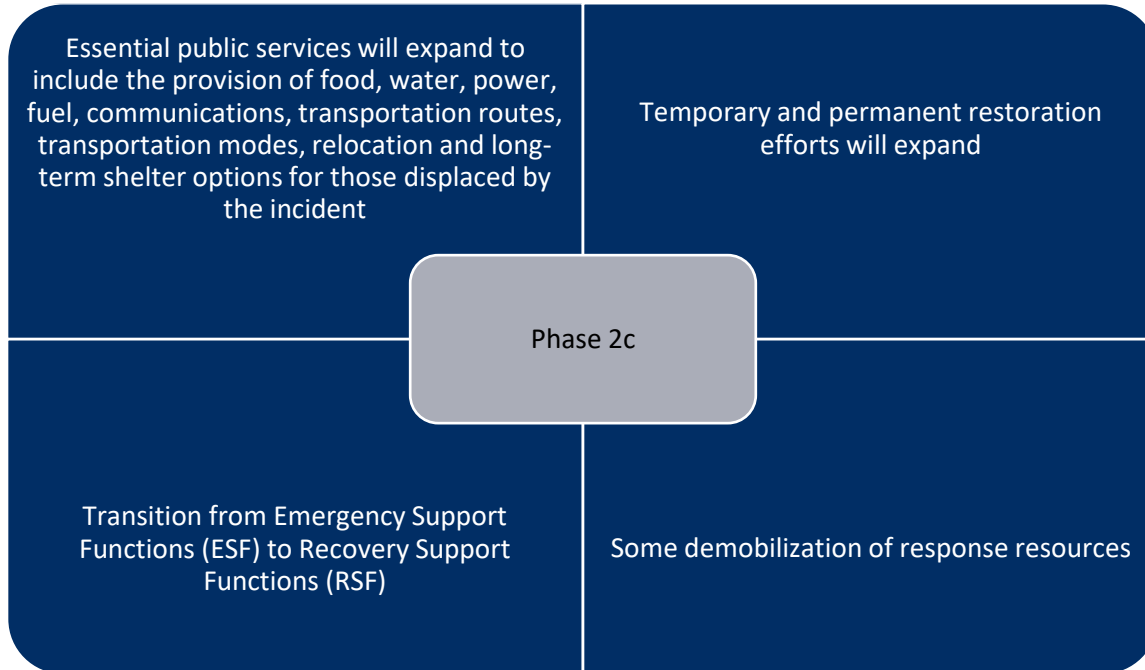 Essential public services will expand to
include the provision of food, water, power,
fuel, communications, transportation routes,
transportation modes, relocation and long-
term shelter options for those displaced by
the incident
Temporary and permanent restoration
efforts will expand
Phase 2c
Transition from Emergency Support
Functions (ESF) to Recovery Support
Functions (RSF)
Some demobilization of response resources